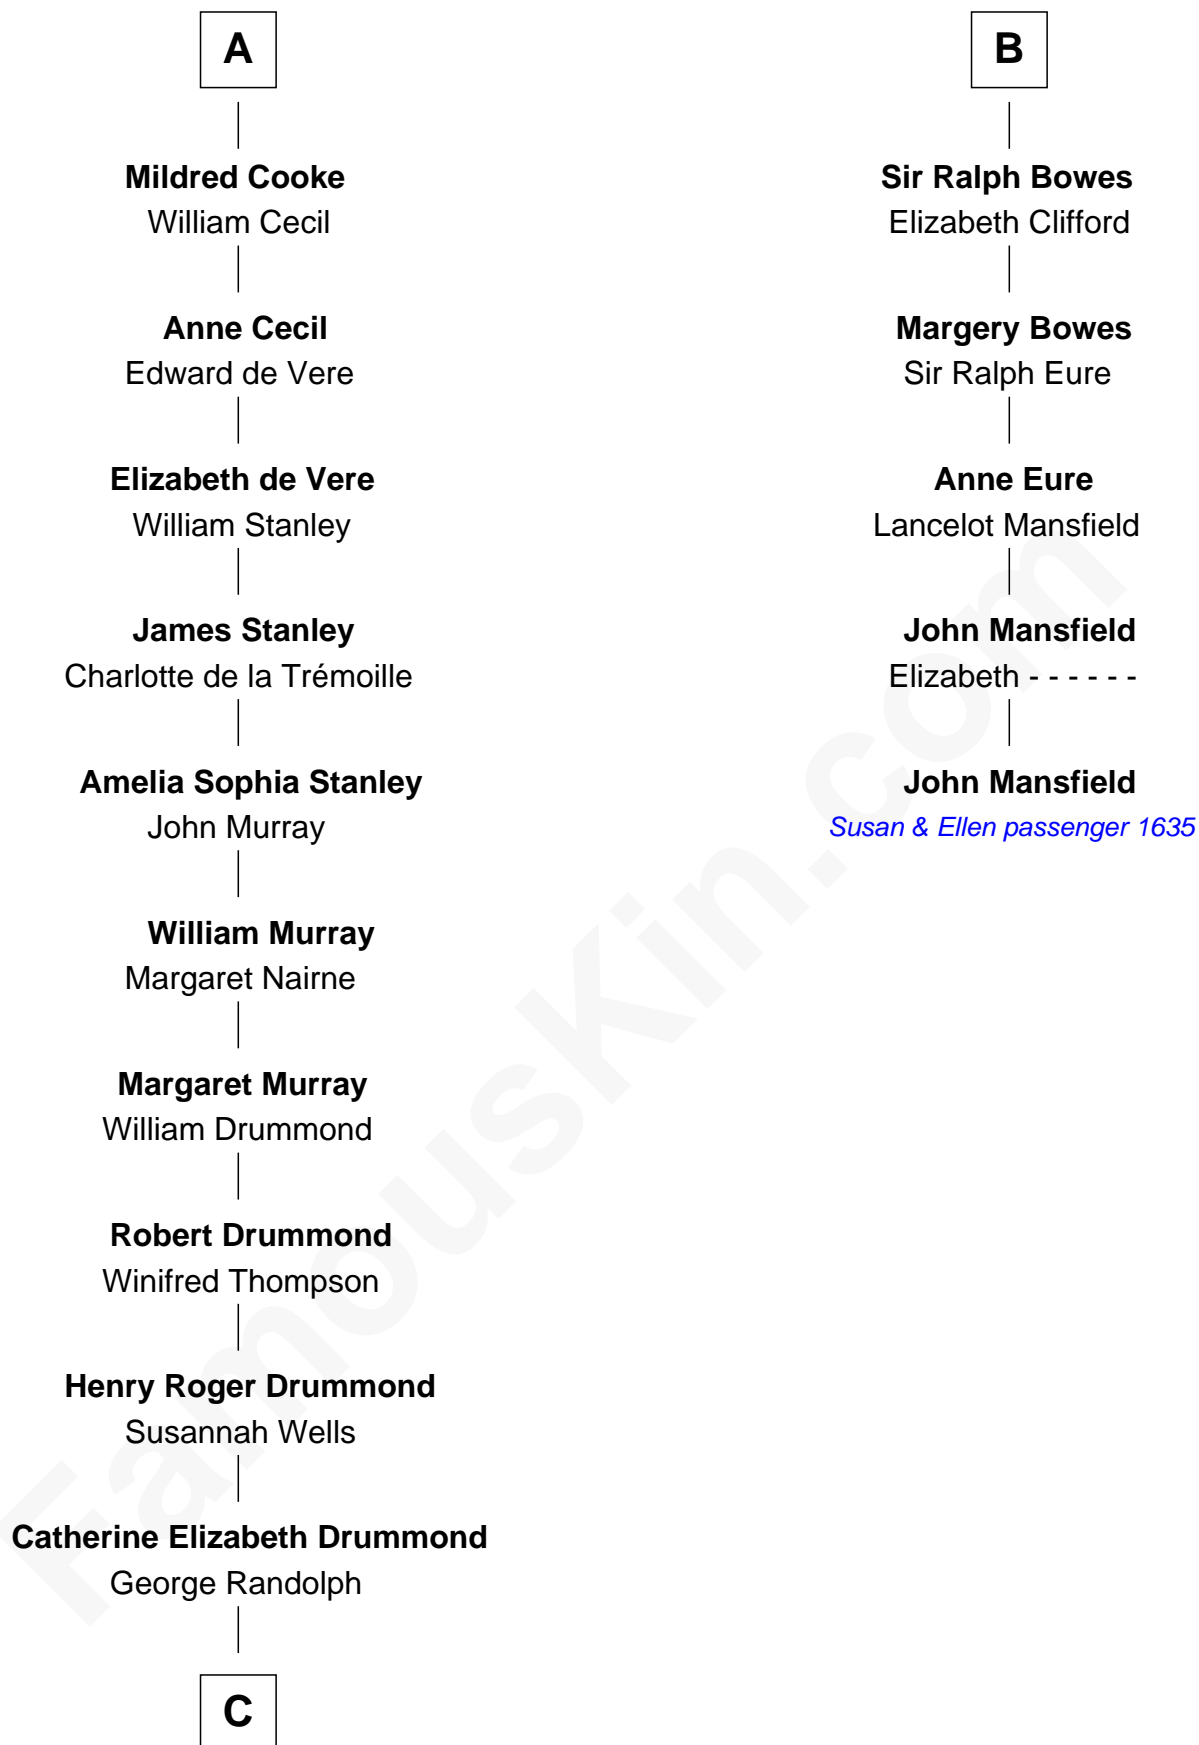 A
Mildred Cooke
William Cecil
Anne Cecil
Edward de Vere
Elizabeth de Vere
William Stanley
James Stanley
Charlotte de la Trémoille
Amelia Sophia Stanley
John Murray
William Murray
Margaret Nairne
Margaret Murray
William Drummond
Robert Drummond
Winifred Thompson
Henry Roger Drummond
Susannah Wells
Catherine Elizabeth Drummond
George Randolph
C
B
Sir Ralph Bowes
Elizabeth Clifford
Margery Bowes
Sir Ralph Eure
Anne Eure
Lancelot Mansfield
John Mansfield
Elizabeth - - - - - -
John Mansfield
Susan & Ellen passenger 1635
FamousKin.com